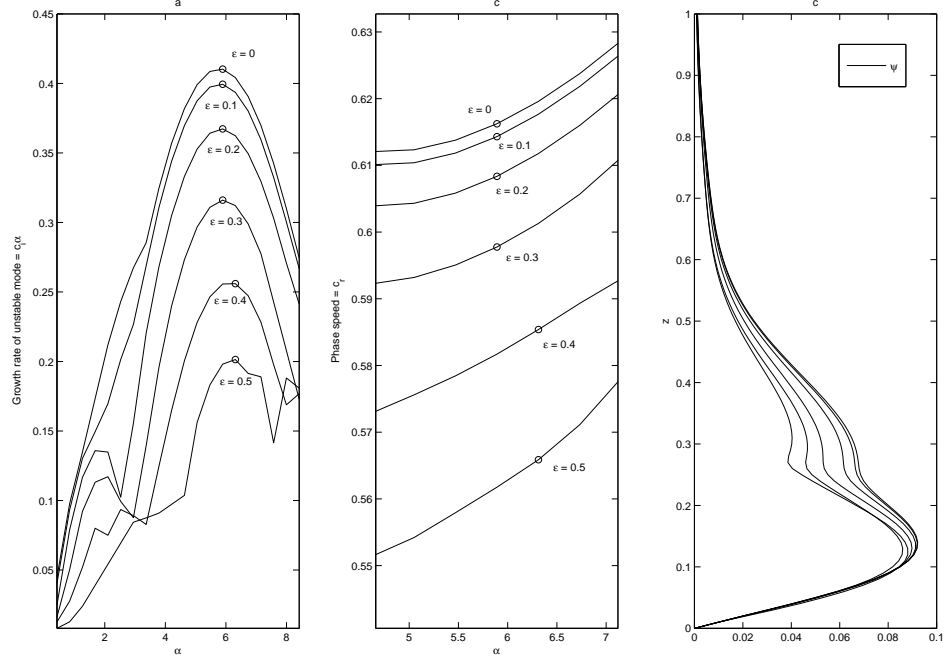 a
0.45
0.4
0.35
0.3
0.25
0.2
0.15
0.1
0.05
2
4
6
8
α
Growth rate of unstable mode = cᵢα
ε = 0
ε = 0.1
ε = 0.2
ε = 0.3
ε = 0.4
ε = 0.5
c
0.63
0.62
0.61
0.6
0.59
0.58
0.57
0.56
0.55
5
5.5
6
6.5
7
α
Phase speed = cᵣ
ε = 0
ε = 0.1
ε = 0.2
ε = 0.3
ε = 0.4
ε = 0.5
c
1
0.9
0.8
0.7
0.6
0.5
0.4
0.3
0.2
0.1
0
0
0.02
0.04
0.06
0.08
0.1
z
ψ